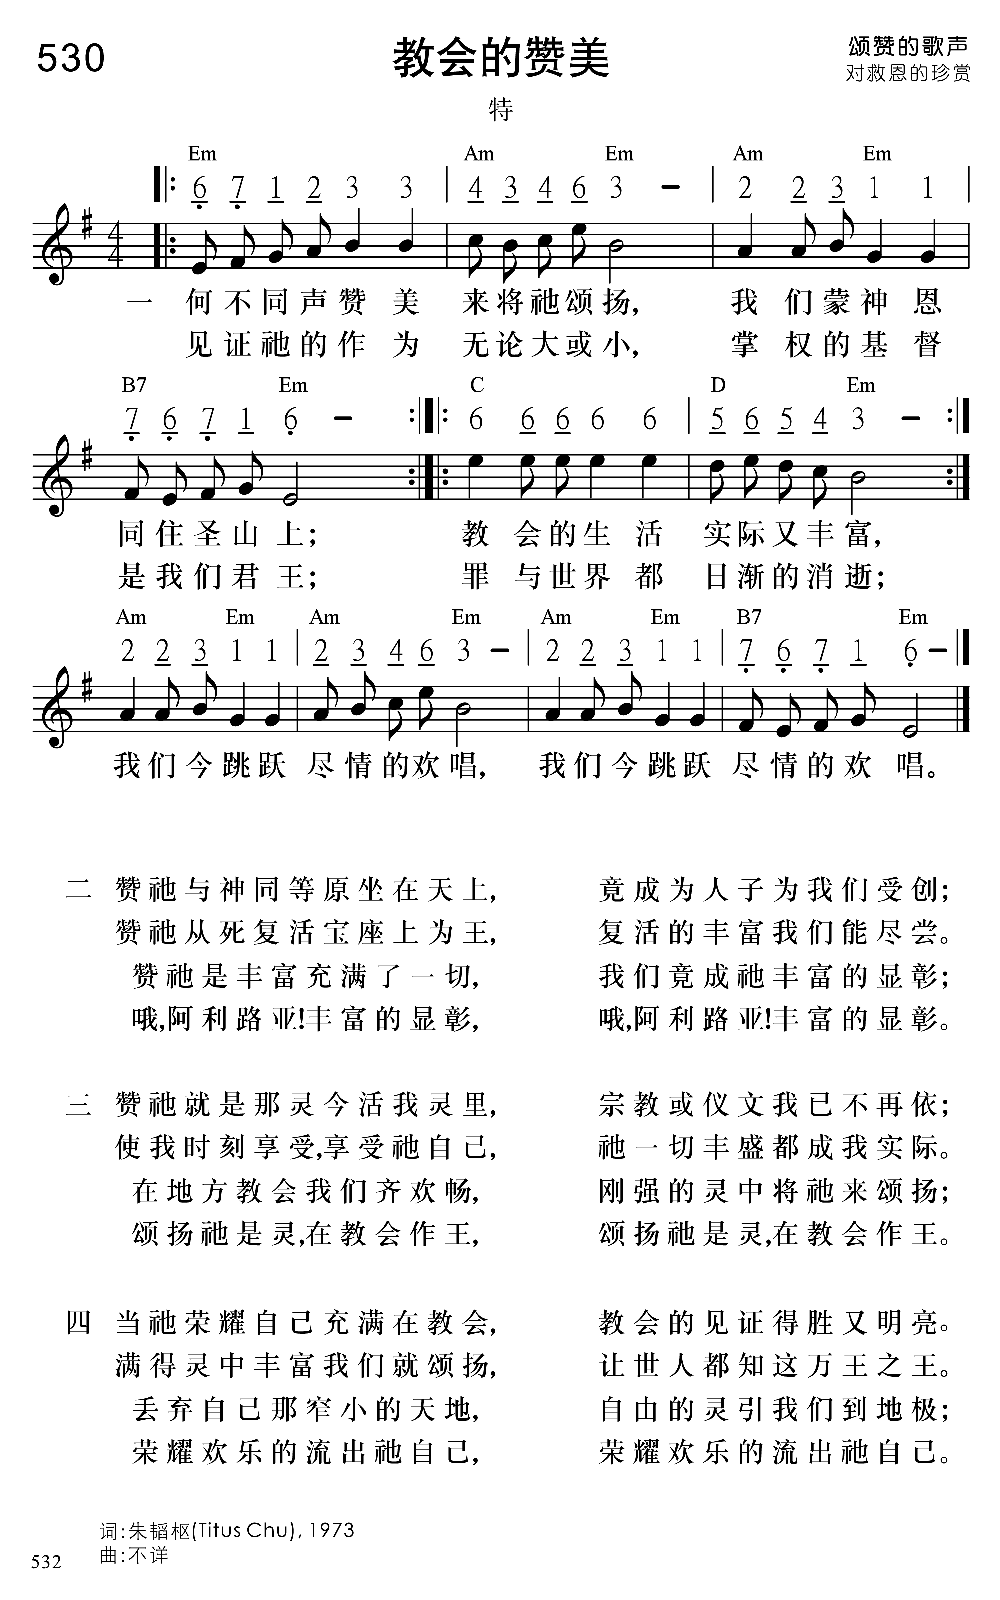 530
教会的赞美
颂赞的歌声
对救恩的珍赏
特
Em Am Em Am Em
6 7 1 2 3 3 4 3 4 6 3 - 2 2 3 1 1
4
4
一 何不同声赞美 来将祂颂扬, 我们蒙神恩
见证祂的作为 无论大或小, 掌权的基督
B7 Em C D Em
7 6 7 1 6 - 6 6 6 6 6 5 6 5 4 3 -
同住圣山上; 教会的生活 实际又丰富,
是我们君王; 罪与世界都 日渐的消逝;
Am Em Am Em Am Em B7 Em
2 2 3 1 1 2 3 4 6 3 - 2 2 3 1 1 7 6 7 1 6 -
我们今跳跃 尽情的欢唱, 我们今跳跃 尽情的欢唱。
二 赞祂与神同等原坐在天上, 竟成为人子为我们受创;
赞祂从死复活宝座上为王, 复活的丰富我们能尽尝。
赞祂是丰富充满了一切, 我们竟成祂丰富的显彰;
哦,阿利路亚!丰富的显彰, 哦,阿利路亚!丰富的显彰。
三 赞祂就是那灵今活我灵里, 宗教或仪文我已不再依;
使我时刻享受,享受祂自己, 祂一切丰盛都成我实际。
在地方教会我们齐欢畅, 刚强的灵中将祂来颂扬;
颂扬祂是灵,在教会作王, 颂扬祂是灵,在教会作王。
四 当祂荣耀自己充满在教会, 教会的见证得胜又明亮。
满得灵中丰富我们就颂扬, 让世人都知这万王之王。
丢弃自己那窄小的天地, 自由的灵引我们到地极;
荣耀欢乐的流出祂自己, 荣耀欢乐的流出祂自己。
词:朱韬枢(Titus Chu), 1973
曲:不详
532